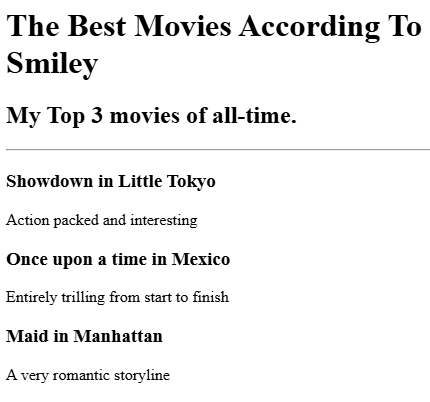 The Best Movies According To
Smiley
My Top 3 movies of all-time.
Showdown in Little Tokyo
Action packed and interesting
Once upon a time in Mexico
Entirely trilling from start to finish
Maid in Manhattan
A very romantic storyline